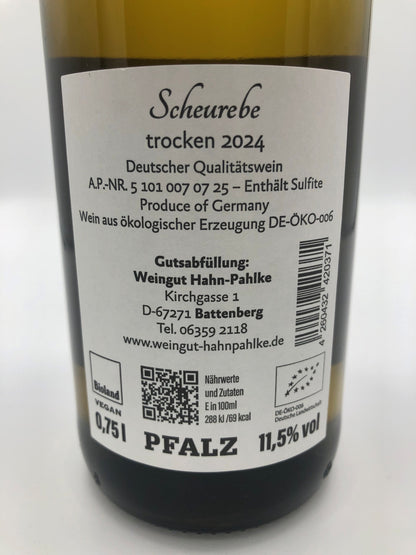 Scheurebe
trocken 2024
Deutscher Qualitätswein
A.P.-NR. 5 101 007 07 25 – Enthält Sulfite
Produce of Germany
Wein aus ökologischer Erzeugung DE-ÖKO-006
Gutsabfüllung:
Weingut Hahn-Pahlke
Kirchgasse 1
D-67271 Battenberg
Tel. 06359 2118
www.weingut-hahnpahlke.de
4 260432 420371
Bioland
VEGAN
0,75 l
Nährwerte
und Zutaten
E in 100ml
288 kJ/69 kcal
DE-ÖKO-006
Deutsche Landwirtschaft
PFALZ
11,5% vol